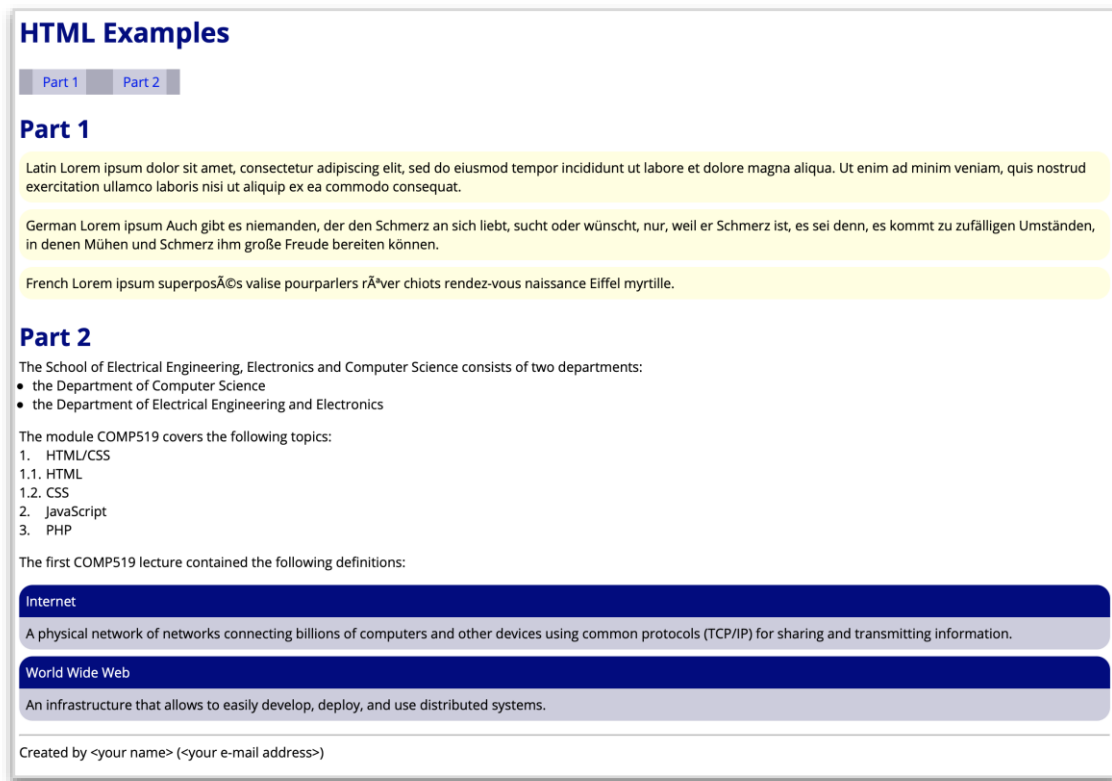 HTML Examples
Part 1 Part 2
Part 1
Latin Lorem ipsum dolor sit amet, consectetur adipiscing elit, sed do eiusmod tempor incididunt ut labore et dolore magna aliqua. Ut enim ad minim veniam, quis nostrud
exercitation ullamco laboris nisi ut aliquip ex ea commodo consequat.
German Lorem ipsum Auch gibt es niemanden, der den Schmerz an sich liebt, sucht oder wünscht, nur, weil er Schmerz ist, es sei denn, es kommt zu zufälligen Umständen,
in denen Mühen und Schmerz ihm große Freude bereiten können.
French Lorem ipsum superposÃ©s valise pourparlers rÃªver chiots rendez-vous naissance Eiffel myrtille.
Part 2
The School of Electrical Engineering, Electronics and Computer Science consists of two departments:
• the Department of Computer Science
• the Department of Electrical Engineering and Electronics
The module COMP519 covers the following topics:
1. HTML/CSS
1.1. HTML
1.2. CSS
2. JavaScript
3. PHP
The first COMP519 lecture contained the following definitions:
Internet
A physical network of networks connecting billions of computers and other devices using common protocols (TCP/IP) for sharing and transmitting information.
World Wide Web
An infrastructure that allows to easily develop, deploy, and use distributed systems.
Created by <your name> (<your e-mail address>)